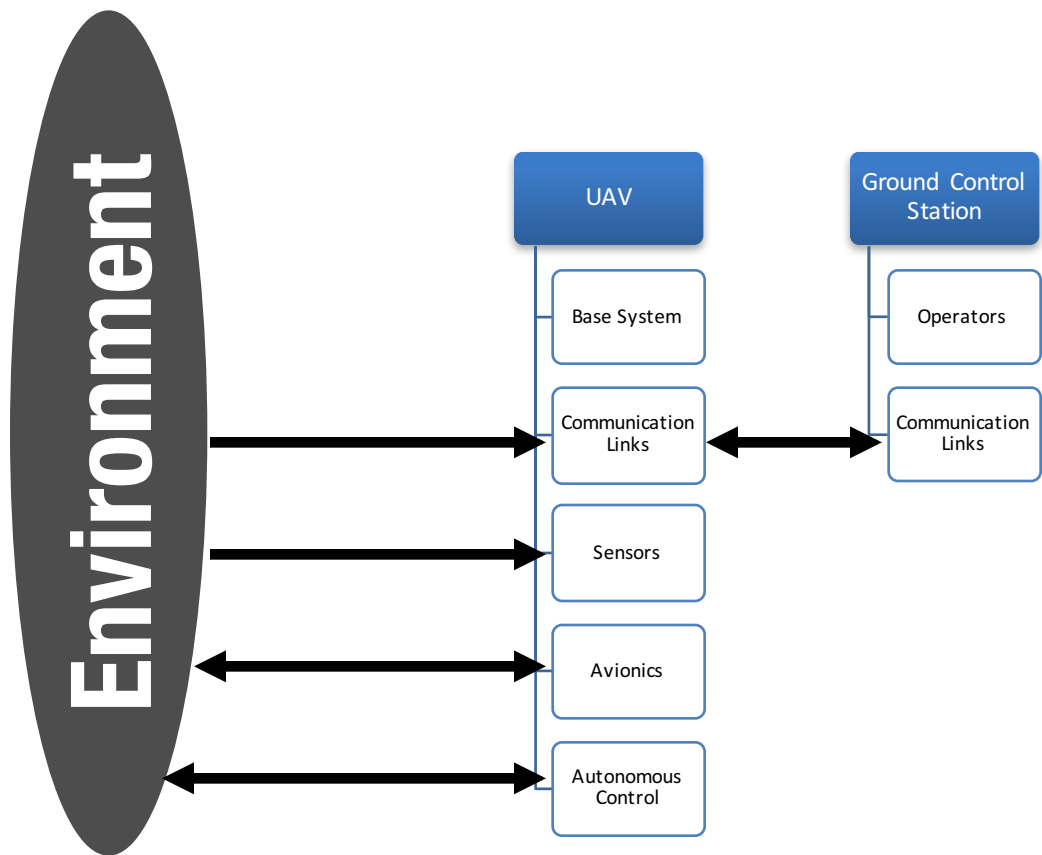 Environment
UAV
Ground Control
Station
Base System
Operators
Communication
Links
Communication
Links
Sensors
Avionics
Autonomous
Control